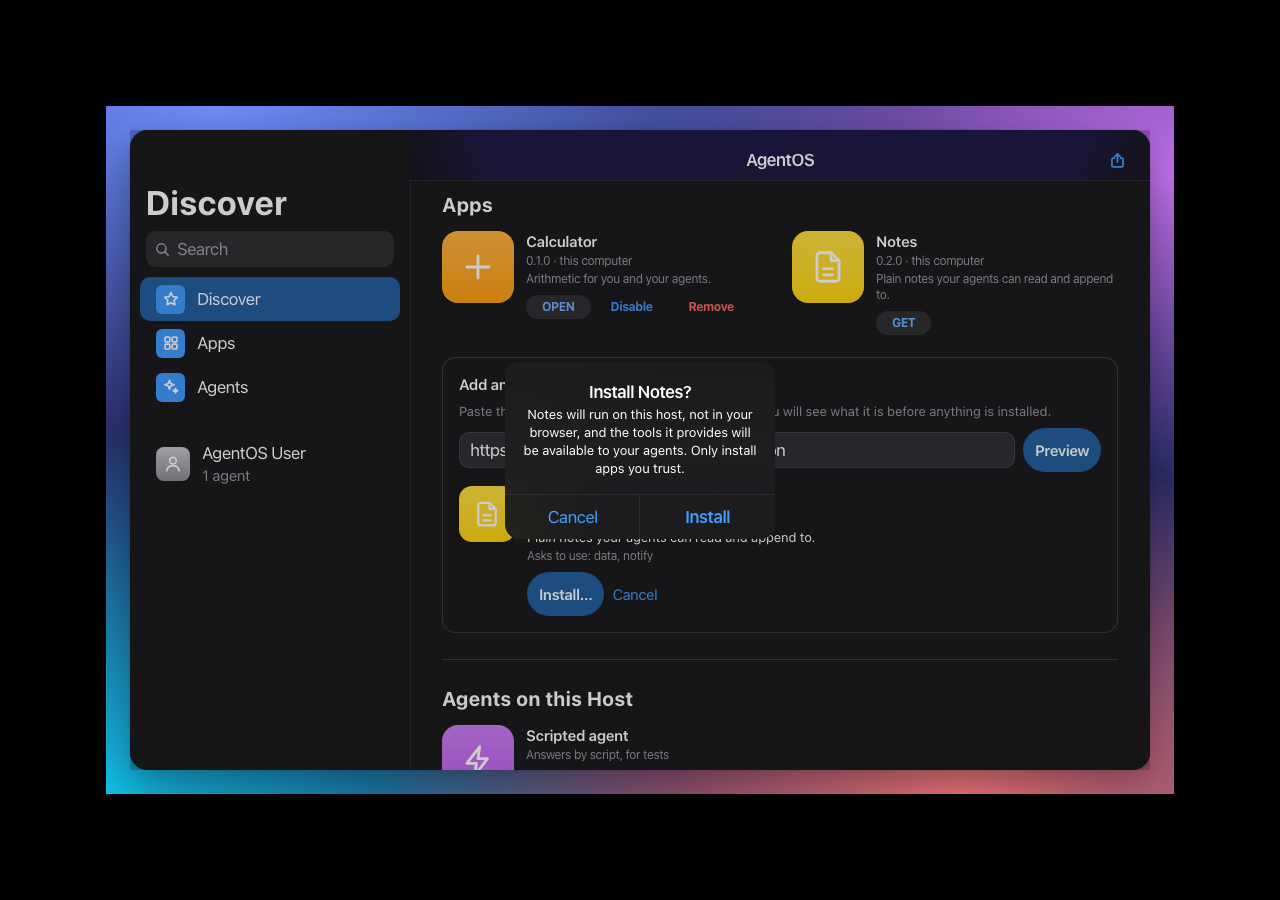 AgentOS
Discover
Search
Discover
Apps
Agents
AgentOS User
1 agent
Apps
Calculator
0.1.0 · this computer
Arithmetic for you and your agents.
OPEN
Disable
Remove
Notes
0.2.0 · this computer
Plain notes your agents can read and append
to.
GET
Add an
Paste th
u will see what it is before anything is installed.
https
on
Preview
Install Notes?
Notes will run on this host, not in your
browser, and the tools it provides will
be available to your agents. Only install
apps you trust.
Cancel
Install
Plain notes your agents can read and append to.
Asks to use: data, notify
Install...
Cancel
Agents on this Host
Scripted agent
Answers by script, for tests